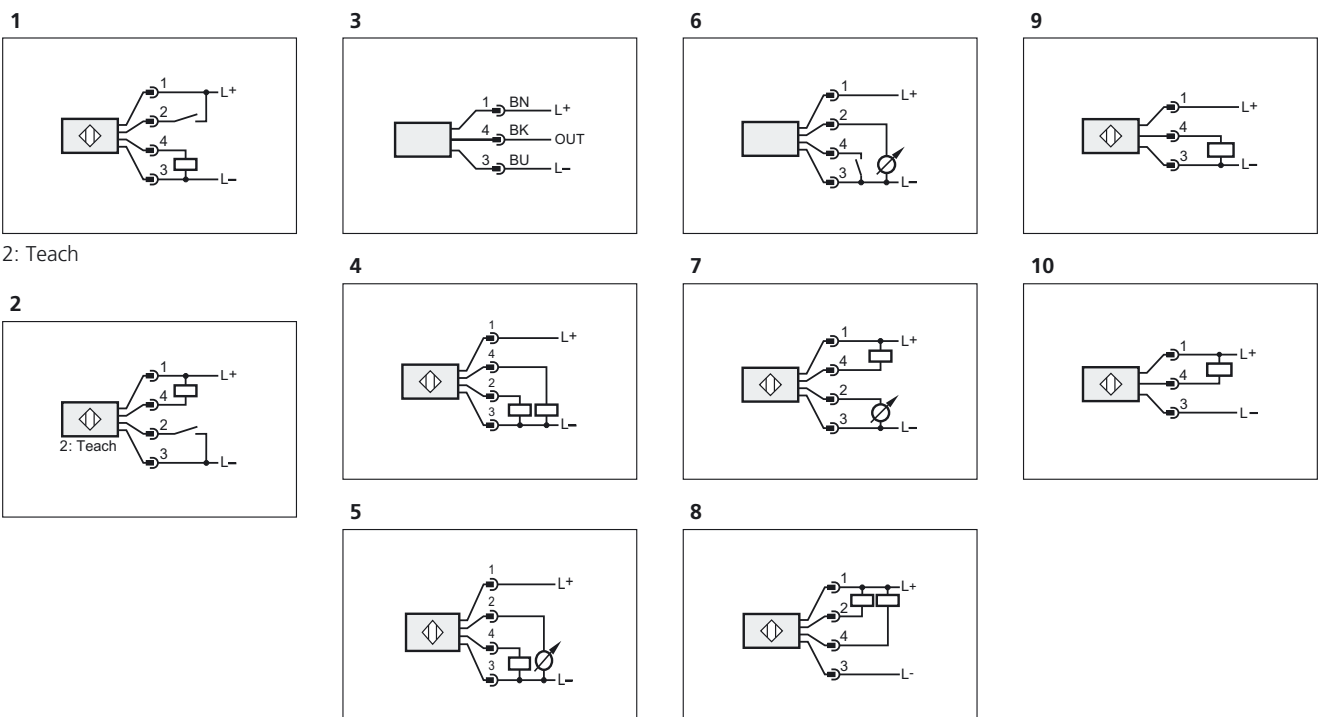 1
1
L+
2
4
3
L–
2: Teach
2
1
L+
4
2
2: Teach
3
L–
3
1 BN L+
4 BK OUT
3 BU L–
4
1
L+
4
2
3
L–
5
1
L+
2
4
3
L–
6
1
L+
2
4
3
L–
7
1
L+
4
2
3
L–
8
1
L+
2
4
3
L-
9
1
L+
4
3
L–
10
1
L+
4
3
L–